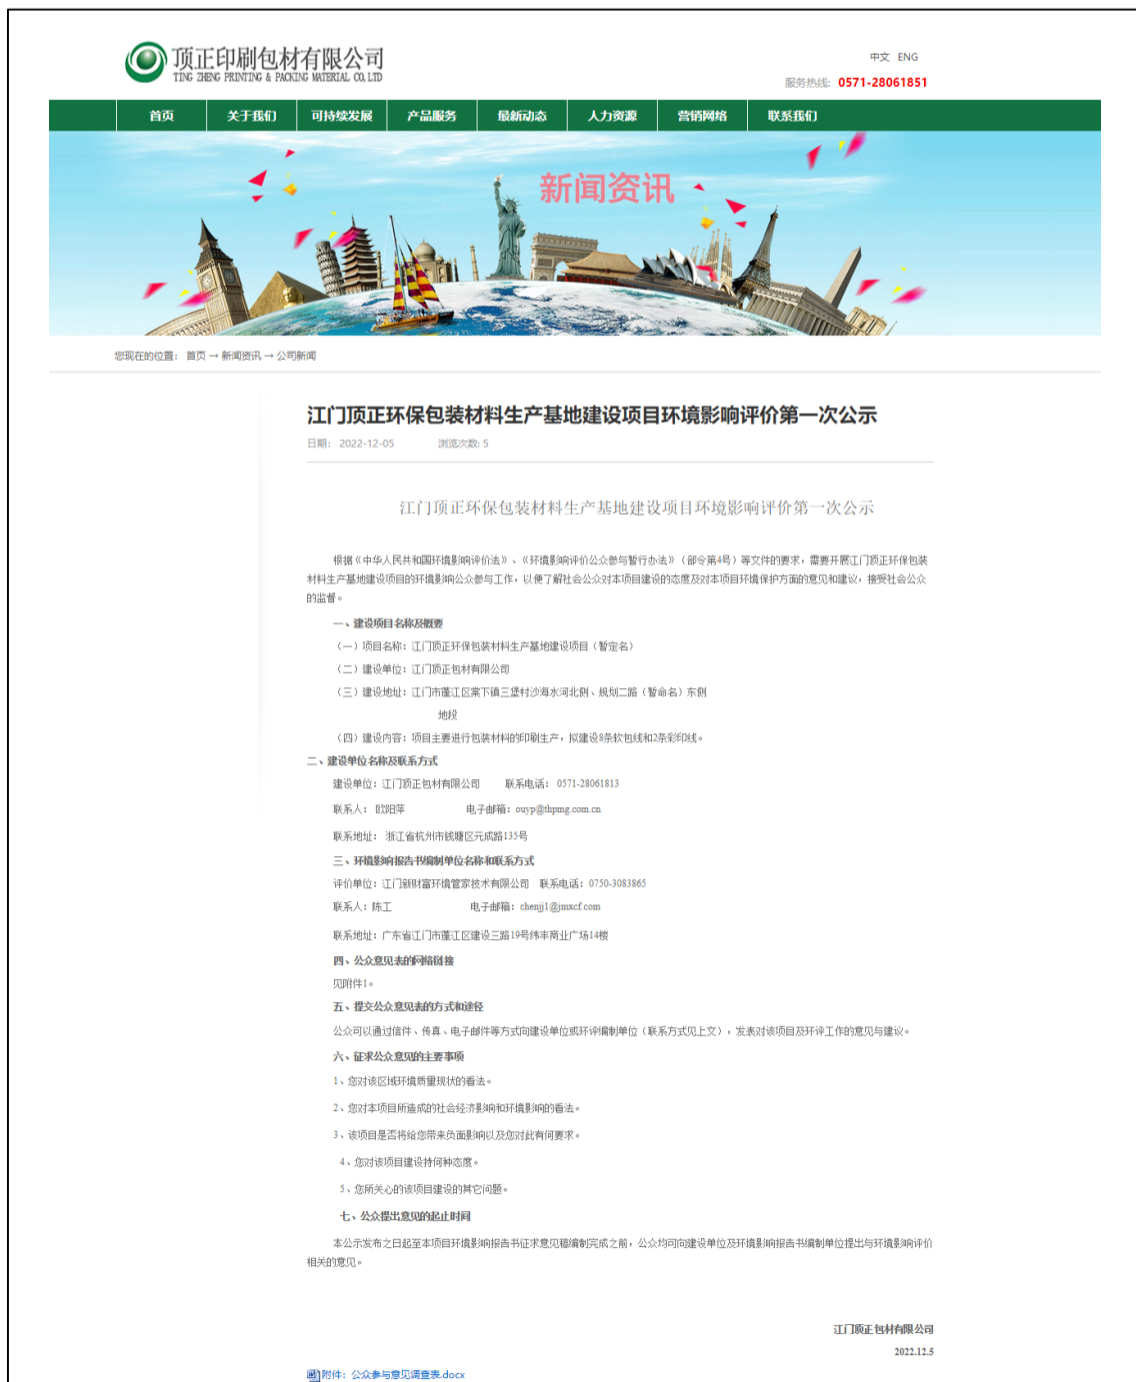 顶正印刷包材有限公司
TING ZHENG PRINTING & PACKING MATERIAL CO., LTD
中文 ENG
服务热线: 0571-28061851
首页 关于我们 可持续发展 产品服务 最新动态 人力资源 营销网络 联系我们
新闻资讯
您现在的位置： 首页 → 新闻资讯 → 公司新闻
江门顶正环保包装材料生产基地建设项目环境影响评价第一次公示
日期： 2022-12-05 浏览次数: 5
江门顶正环保包装材料生产基地建设项目环境影响评价第一次公示
根据《中华人民共和国环境影响评价法》、《环境影响评价公众参与暂行办法》（部令第4号）等文件的要求，需要开展江门顶正环保包装
材料生产基地建设项目的环境影响公众参与工作，以便了解社会公众对本项目建设的态度及对本项目环境保护方面的意见和建议，接受社会公众
的监督。
一、建设项目名称及概要
（一）项目名称：江门顶正环保包装材料生产基地建设项目（暂定名）
（二）建设单位：江门顶正包材有限公司
（三）建设地址：江门市蓬江区棠下镇三堡村沙海水河北侧、规划二路（暂命名）东侧
地段
（四）建设内容：项目主要进行包装材料的印刷生产，拟建设8条软包线和2条彩印线。
二、建设单位名称及联系方式
建设单位：江门顶正包材有限公司 联系电话： 0571-28061813
联系人： 欧阳萍 电子邮箱：ouyp@thpmg.com.cn
联系地址： 浙江省杭州市钱塘区元成路135号
三、环境影响报告书编制单位名称和联系方式
评价单位：江门新财富环境管家技术有限公司 联系电话：0750-3083865
联系人：陈工 电子邮箱：chenjj1@jmxcf.com
联系地址：广东省江门市蓬江区建设三路19号纬丰商业广场14楼
四、公众意见表的网络链接
见附件1。
五、提交公众意见表的方式和途径
公众可以通过信件、传真、电子邮件等方式向建设单位或环评编制单位（联系方式见上文），发表对该项目及环评工作的意见与建议。
六、征求公众意见的主要事项
1、您对该区域环境质量现状的看法。
2、您对本项目所造成的社会经济影响和环境影响的看法。
3、该项目是否将给您带来负面影响以及您对此有何要求。
4、您对该项目建设持何种态度。
5、您所关心的该项目建设的其它问题。
七、公众提出意见的起止时间
本公示发布之日起至本项目环境影响报告书征求意见稿编制完成之前，公众均可向建设单位及环境影响报告书编制单位提出与环境影响评价
相关的意见。
江门顶正包材有限公司
2022.12.5
附件：公众参与意见调查表.docx